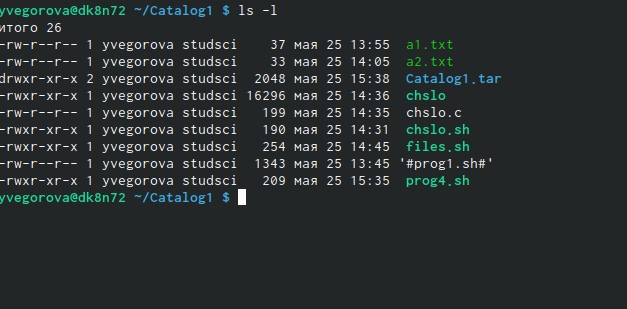 yvegorova@dk8n72 ~/Catalog1 $ ls -l
итого 26
-rw-r--r-- 1 yvegorova studsci    37 мая 25 13:55  a1.txt
-rw-r--r-- 1 yvegorova studsci    33 мая 25 14:05  a2.txt
drwxr-xr-x 2 yvegorova studsci  2048 мая 25 15:38  Catalog1.tar
-rwxr-xr-x 1 yvegorova studsci 16296 мая 25 14:36  chslo
-rw-r--r-- 1 yvegorova studsci   199 мая 25 14:35  chslo.c
-rwxr-xr-x 1 yvegorova studsci   190 мая 25 14:31  chslo.sh
-rwxr-xr-x 1 yvegorova studsci   254 мая 25 14:45  files.sh
-rw-r--r-- 1 yvegorova studsci  1343 мая 25 13:45 '#prog1.sh#'
-rwxr-xr-x 1 yvegorova studsci   209 мая 25 15:35  prog4.sh
yvegorova@dk8n72 ~/Catalog1 $